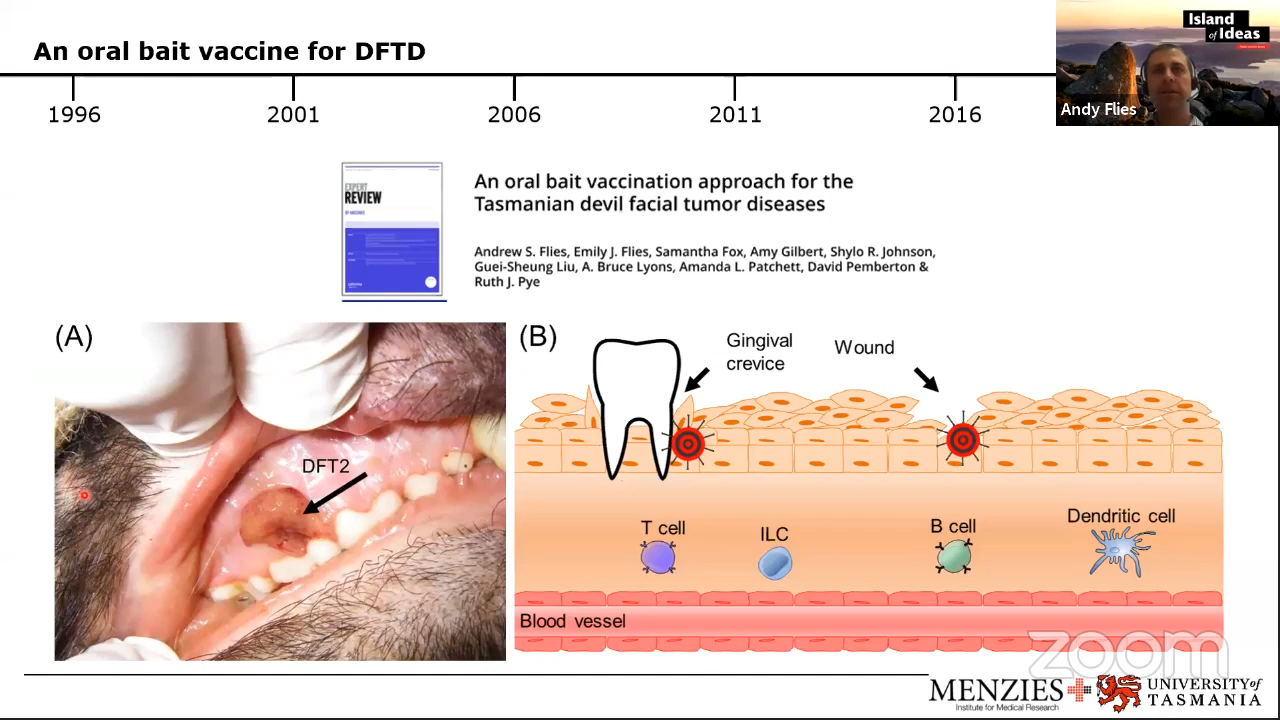 An oral bait vaccine for DFTD
Island
of Ideas
Andy Flies
1996
2001
2006
2011
2016
EXPERT
REVIEW
OF VACCINES
An oral bait vaccination approach for the
Tasmanian devil facial tumor diseases
Andrew S. Flies, Emily J. Flies, Samantha Fox, Amy Gilbert, Shylo R. Johnson,
Guei-Sheung Liu, A. Bruce Lyons, Amanda L. Patchett, David Pemberton &
Ruth J. Pye
(A)
DFT2
(B)
Gingival
crevice
Wound
T cell
ILC
B cell
Dendritic cell
Blood vessel
zoom
MENZIES
Institute for Medical Research
UNIVERSITY of
TASMANIA